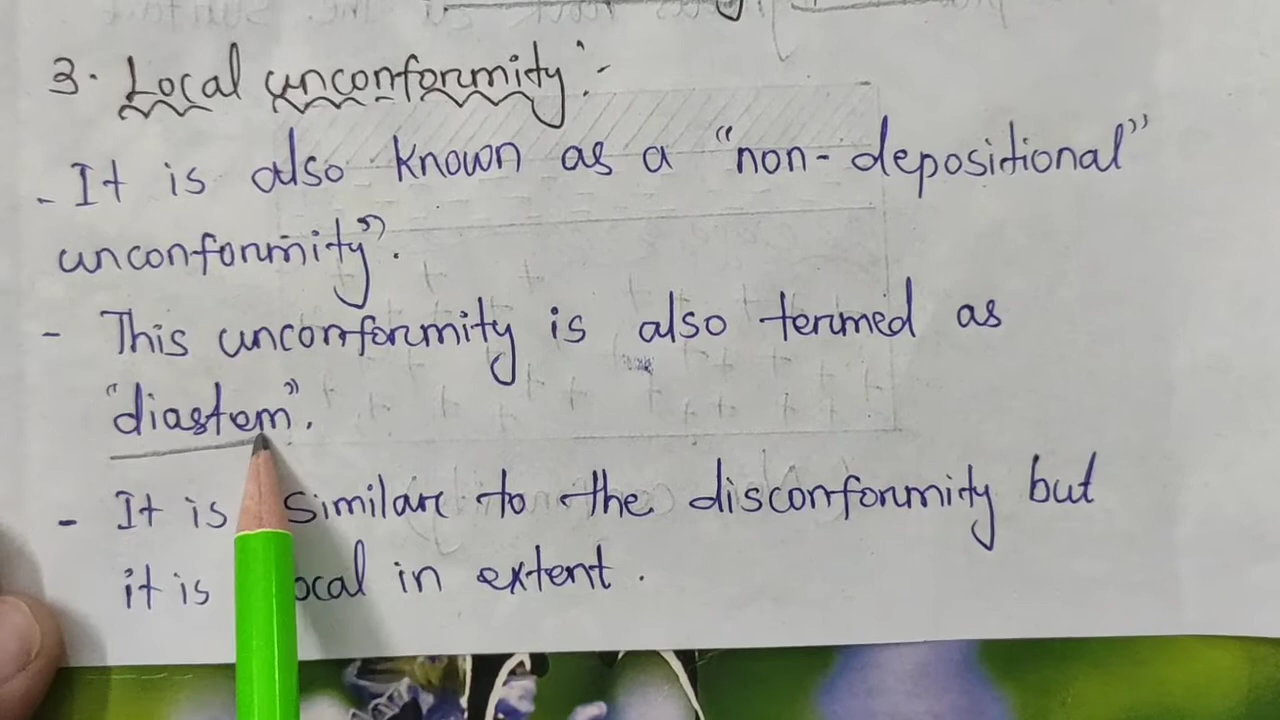 3. Local unconformity :-
- It is also known as a "non-depositional"
unconformity".
- This unconformity is also termed as
"diastem".
- It is similar to the disconformity but
it is local in extent.